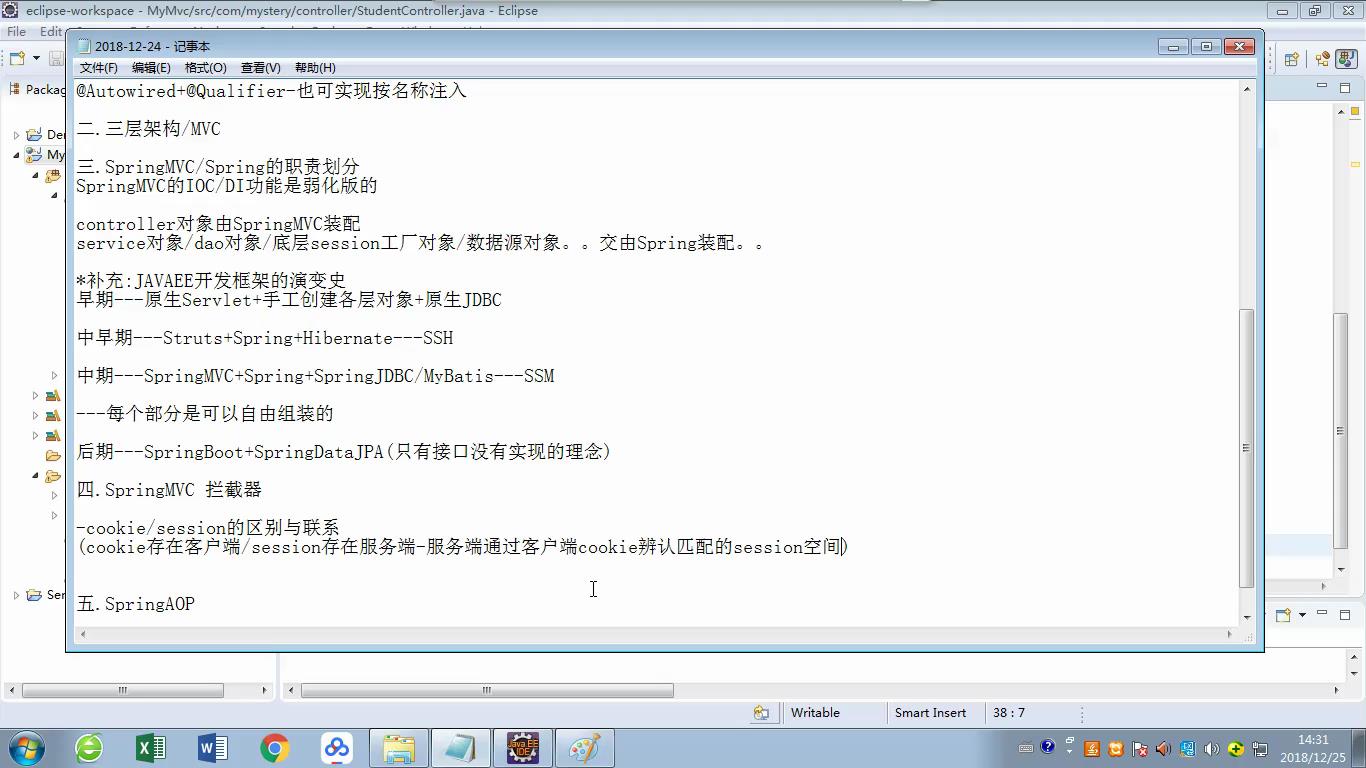 eclipse-workspace - MyMvc/src/com/mystery/controller/StudentController.java - Eclipse
File Edit
2018-12-24 - 记事本
文件(F) 编辑(E) 格式(O) 查看(V) 帮助(H)
Packag
@Autowired+@Qualifier-也可实现按名称注入
二.三层架构/MVC
Der
My
三.SpringMVC/Spring的职责划分
SpringMVC的IOC/DI功能是弱化版的
controller对象由SpringMVC装配
service对象/dao对象/底层session工厂对象/数据源对象。。交由Spring装配。。
*补充:JAVAEE开发框架的演变史
早期---原生Servlet+手工创建各层对象+原生JDBC
中早期---Struts+Spring+Hibernate---SSH
中期---SpringMVC+Spring+SpringJDBC/MyBatis---SSM
---每个部分是可以自由组装的
后期---SpringBoot+SpringDataJPA(只有接口没有实现的理念)
四.SpringMVC 拦截器
-cookie/session的区别与联系
(cookie存在客户端/session存在服务端-服务端通过客户端cookie辨认匹配的session空间)
Ser
五.SpringAOP
Writable Smart Insert 38 : 7
14:31
2018/12/25